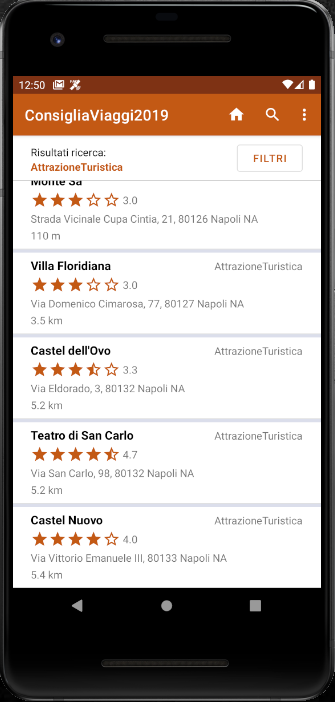 12:50
ConsigliaViaggi2019
Risultati ricerca:
AttrazioneTuristica
FILTRI
Monte Sa
3.0
Strada Vicinale Cupa Cintia, 21, 80126 Napoli NA
110 m
Villa Floridiana
AttrazioneTuristica
3.0
Via Domenico Cimarosa, 77, 80127 Napoli NA
3.5 km
Castel dell'Ovo
AttrazioneTuristica
3.3
Via Eldorado, 3, 80132 Napoli NA
5.2 km
Teatro di San Carlo
AttrazioneTuristica
4.7
Via San Carlo, 98, 80132 Napoli NA
5.2 km
Castel Nuovo
AttrazioneTuristica
4.0
Via Vittorio Emanuele III, 80133 Napoli NA
5.4 km